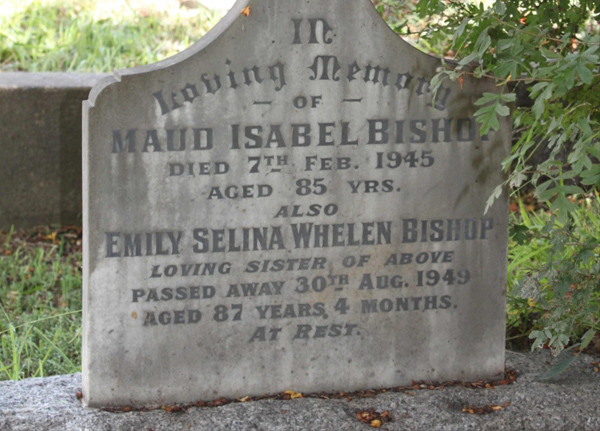 IN
Loving Memory
— OF —
MAUD ISABEL BISHOP
DIED 7TH FEB. 1945
AGED 85 YRS.
ALSO
EMILY SELINA WHELEN BISHOP
LOVING SISTER OF ABOVE
PASSED AWAY 30TH AUG. 1949
AGED 87 YEARS, 4 MONTHS.
AT REST.